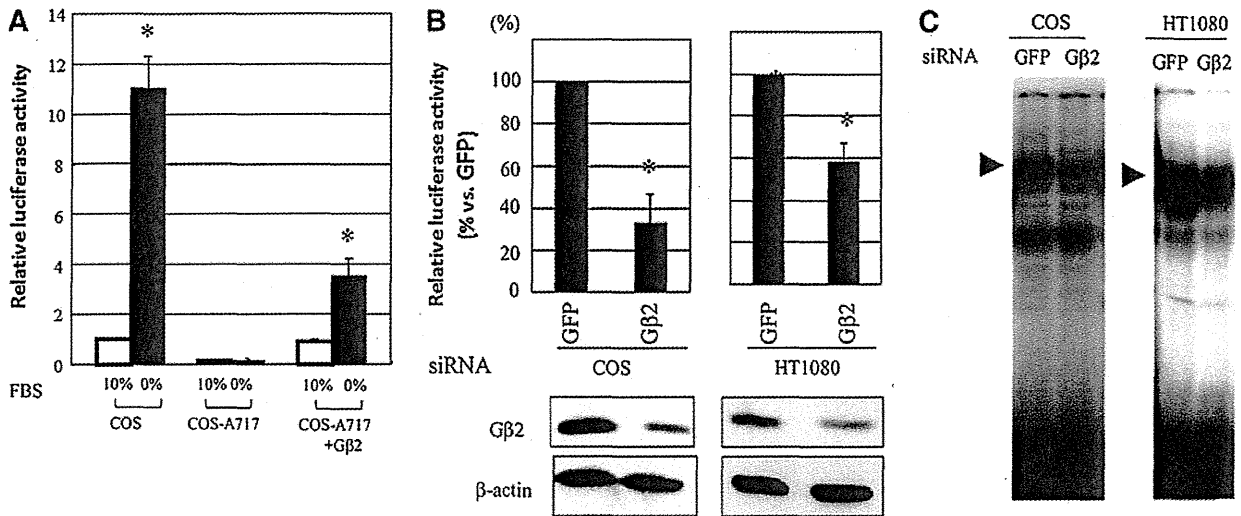 A
Relative luciferase activity
14
12
10
8
6
4
2
0
*
*
FBS
10% 0%
10% 0%
10% 0%
COS
COS-A717
COS-A717
+Gβ2
B
(%)
Relative luciferase activity
(% vs. GFP)
100
80
60
40
20
0
*
*
GFP
Gβ2
GFP
Gβ2
siRNA
COS
HT1080
Gβ2
β-actin
C
COS
HT1080
siRNA
GFP Gβ2
GFP Gβ2